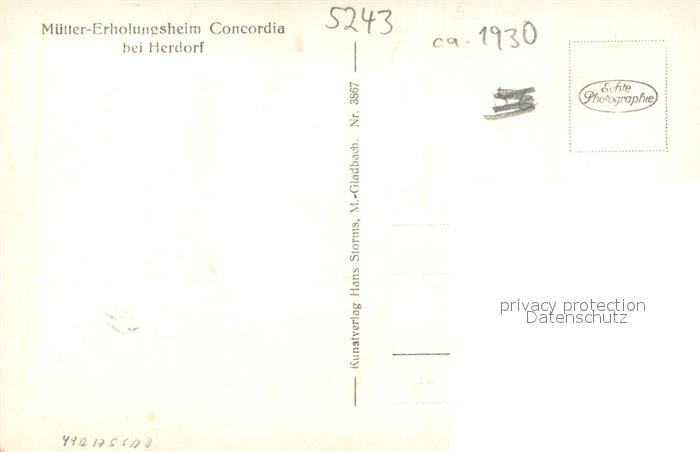 Mütter-Erholungsheim Concordia
bei Herdorf
5243
ca. 1930
Echte
Photographie
Kunstverlag Hans Storms, M.-Gladbach. Nr. 3867
privacy protection
Datenschutz